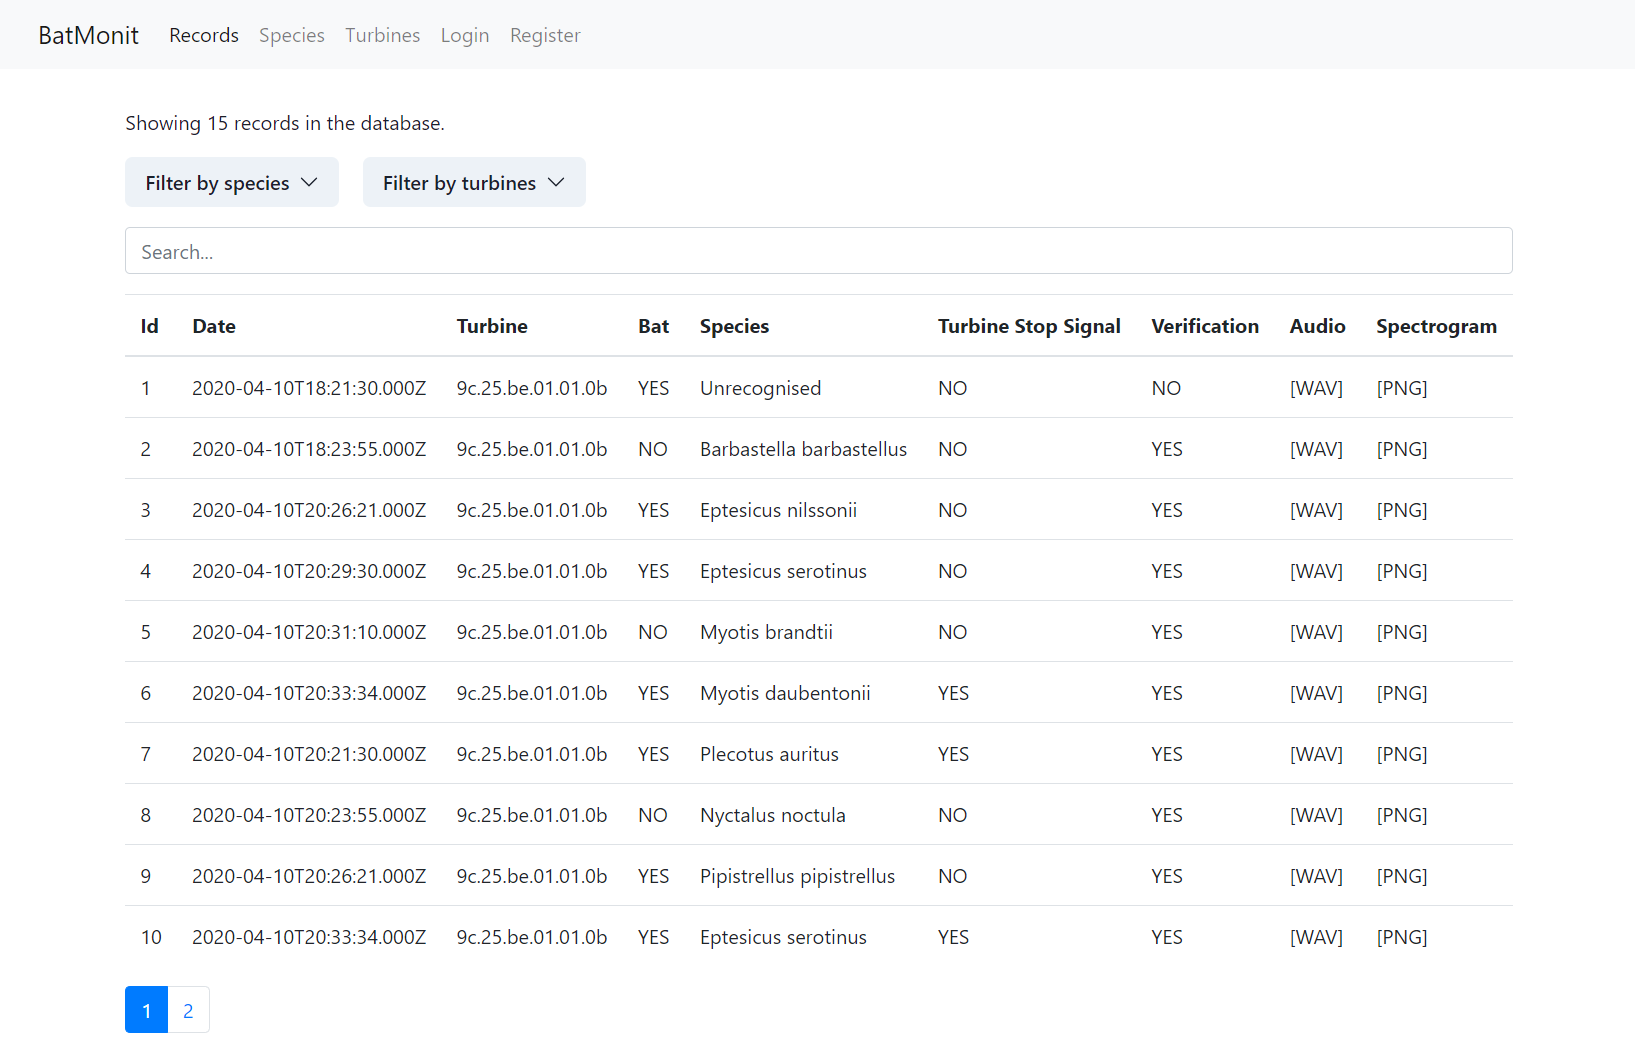 BatMonit Records Species Turbines Login Register
Showing 15 records in the database.
Filter by species Filter by turbines
Search...
Id Date Turbine Bat Species Turbine Stop Signal Verification Audio Spectrogram
1 2020-04-10T18:21:30.000Z 9c.25.be.01.01.0b YES Unrecognised NO NO [WAV] [PNG]
2 2020-04-10T18:23:55.000Z 9c.25.be.01.01.0b NO Barbastella barbastellus NO YES [WAV] [PNG]
3 2020-04-10T20:26:21.000Z 9c.25.be.01.01.0b YES Eptesicus nilssonii NO YES [WAV] [PNG]
4 2020-04-10T20:29:30.000Z 9c.25.be.01.01.0b YES Eptesicus serotinus NO YES [WAV] [PNG]
5 2020-04-10T20:31:10.000Z 9c.25.be.01.01.0b NO Myotis brandtii NO YES [WAV] [PNG]
6 2020-04-10T20:33:34.000Z 9c.25.be.01.01.0b YES Myotis daubentonii YES YES [WAV] [PNG]
7 2020-04-10T20:21:30.000Z 9c.25.be.01.01.0b YES Plecotus auritus YES YES [WAV] [PNG]
8 2020-04-10T20:23:55.000Z 9c.25.be.01.01.0b NO Nyctalus noctula NO YES [WAV] [PNG]
9 2020-04-10T20:26:21.000Z 9c.25.be.01.01.0b YES Pipistrellus pipistrellus NO YES [WAV] [PNG]
10 2020-04-10T20:33:34.000Z 9c.25.be.01.01.0b YES Eptesicus serotinus YES YES [WAV] [PNG]
1 2